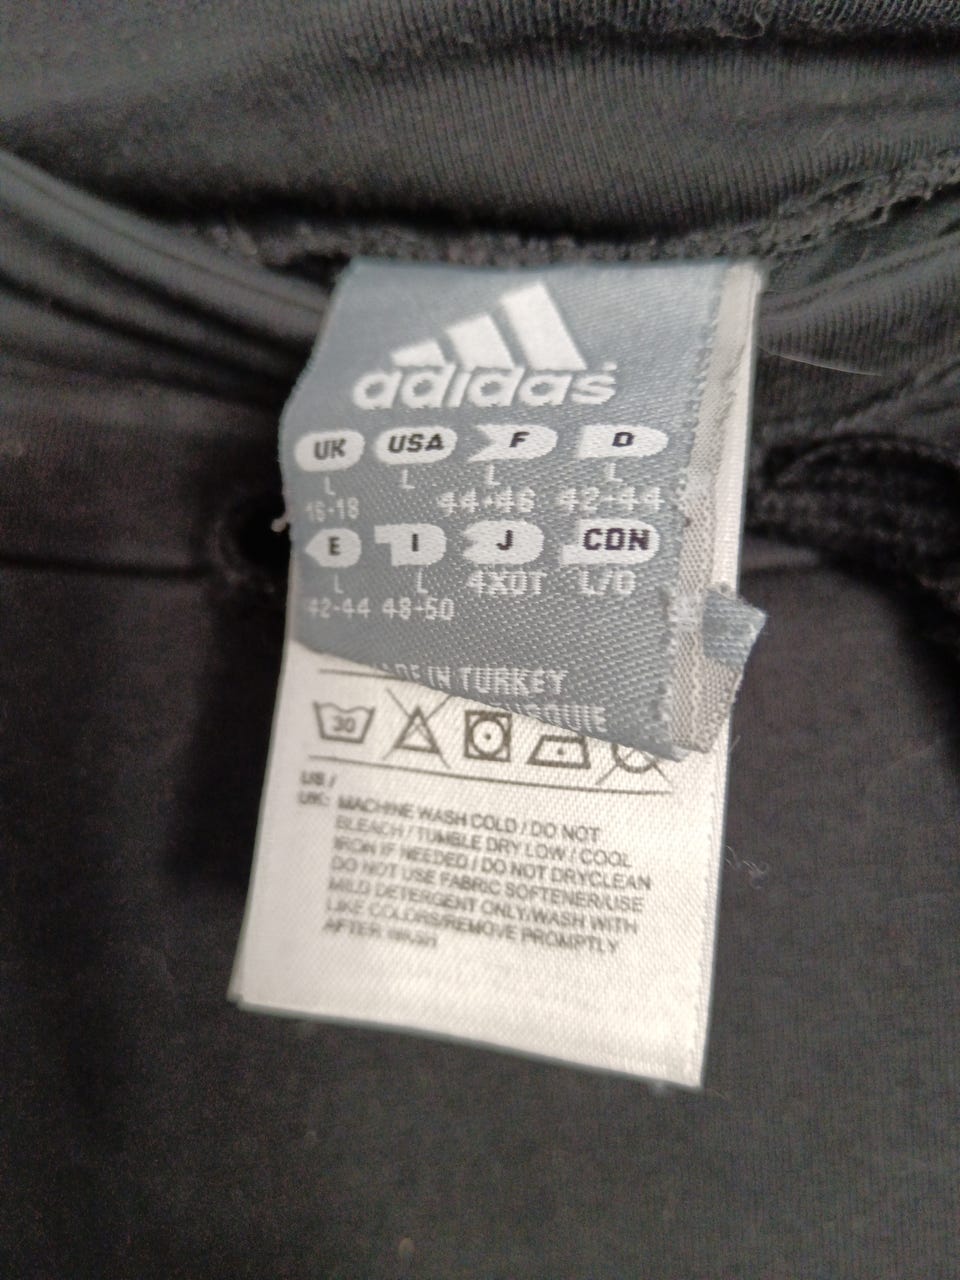 adidas
UK USA F D
L L L L
16-18 44-46 42-44
E I J CDN
L L 4XOT L/G
42-44 48-50
MADE IN TURKEY
30
US /
UK: MACHINE WASH COLD / DO NOT
BLEACH / TUMBLE DRY LOW / COOL
IRON IF NEEDED / DO NOT DRYCLEAN
DO NOT USE FABRIC SOFTENER/USE
MILD DETERGENT ONLY/WASH WITH
LIKE COLORS/REMOVE PROMPTLY
AFTER WASH